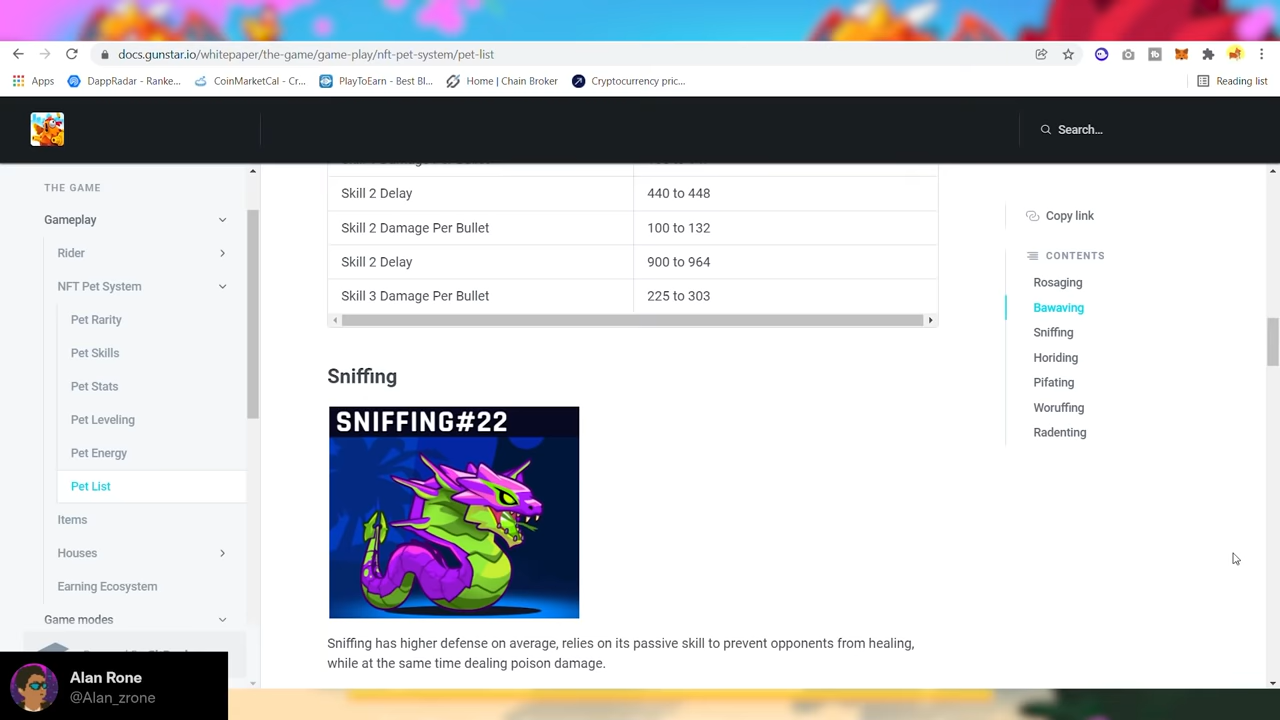 docs.gunstar.io/whitepaper/the-game/game-play/nft-pet-system/pet-list
Apps
DappRadar - Ranke...
CoinMarketCal - Cr...
PlayToEarn - Best Bl...
Home | Chain Broker
Cryptocurrency pric...
Reading list
Search...
THE GAME
Gameplay
Rider
NFT Pet System
Pet Rarity
Pet Skills
Pet Stats
Pet Leveling
Pet Energy
Pet List
Items
Houses
Earning Ecosystem
Game modes
Skill 2 Delay 440 to 448
Skill 2 Damage Per Bullet 100 to 132
Skill 2 Delay 900 to 964
Skill 3 Damage Per Bullet 225 to 303
Sniffing
SNIFFING#22
Sniffing has higher defense on average, relies on its passive skill to prevent opponents from healing,
while at the same time dealing poison damage.
Copy link
CONTENTS
Rosaging
Bawaving
Sniffing
Horiding
Pifating
Woruffing
Radenting
Alan Rone
@Alan_zrone